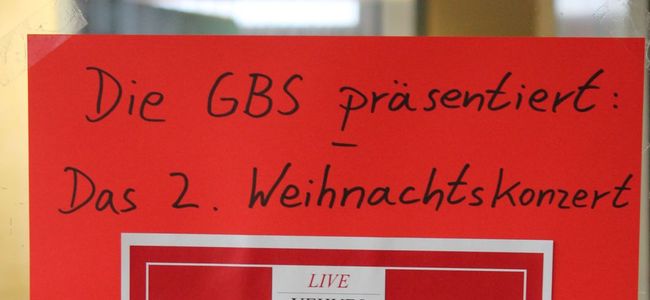 Die GBS präsentiert:
Das 2. Weihnachtskonzert
LIVE